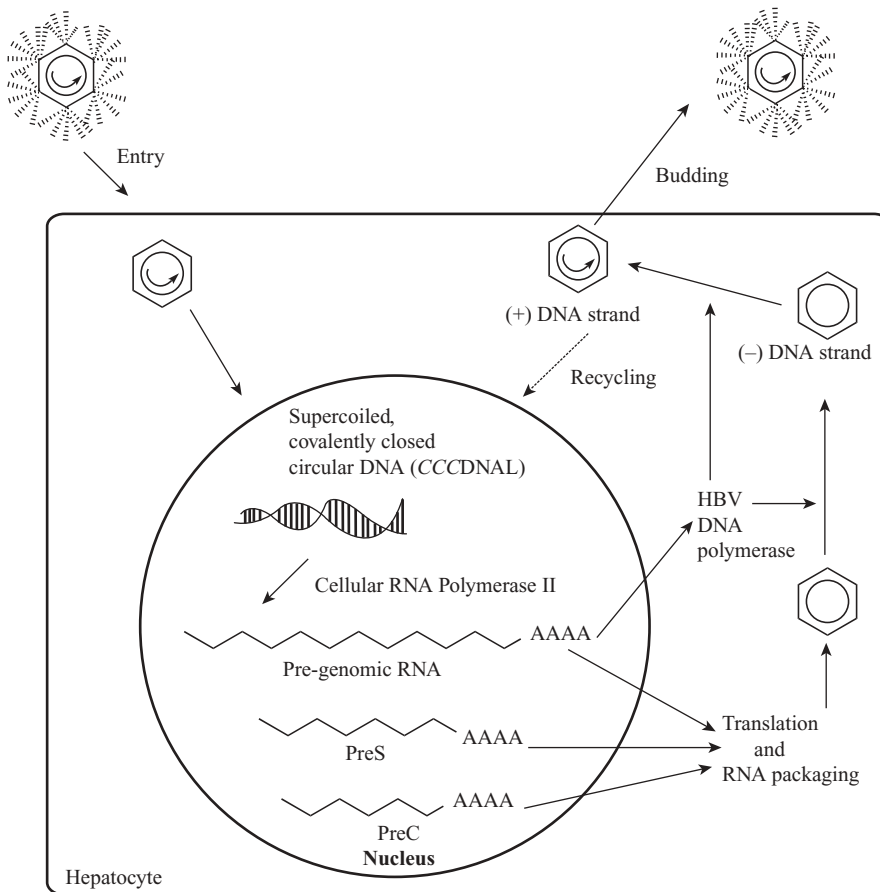 Entry
Budding
(+) DNA strand
(–) DNA strand
Recycling
Supercoiled,
covalently closed
circular DNA (CCCDNAL)
HBV
DNA
polymerase
Cellular RNA Polymerase II
AAAA
Pre-genomic RNA
AAAA
PreS
Translation
and
RNA packaging
AAAA
PreC
Nucleus
Hepatocyte